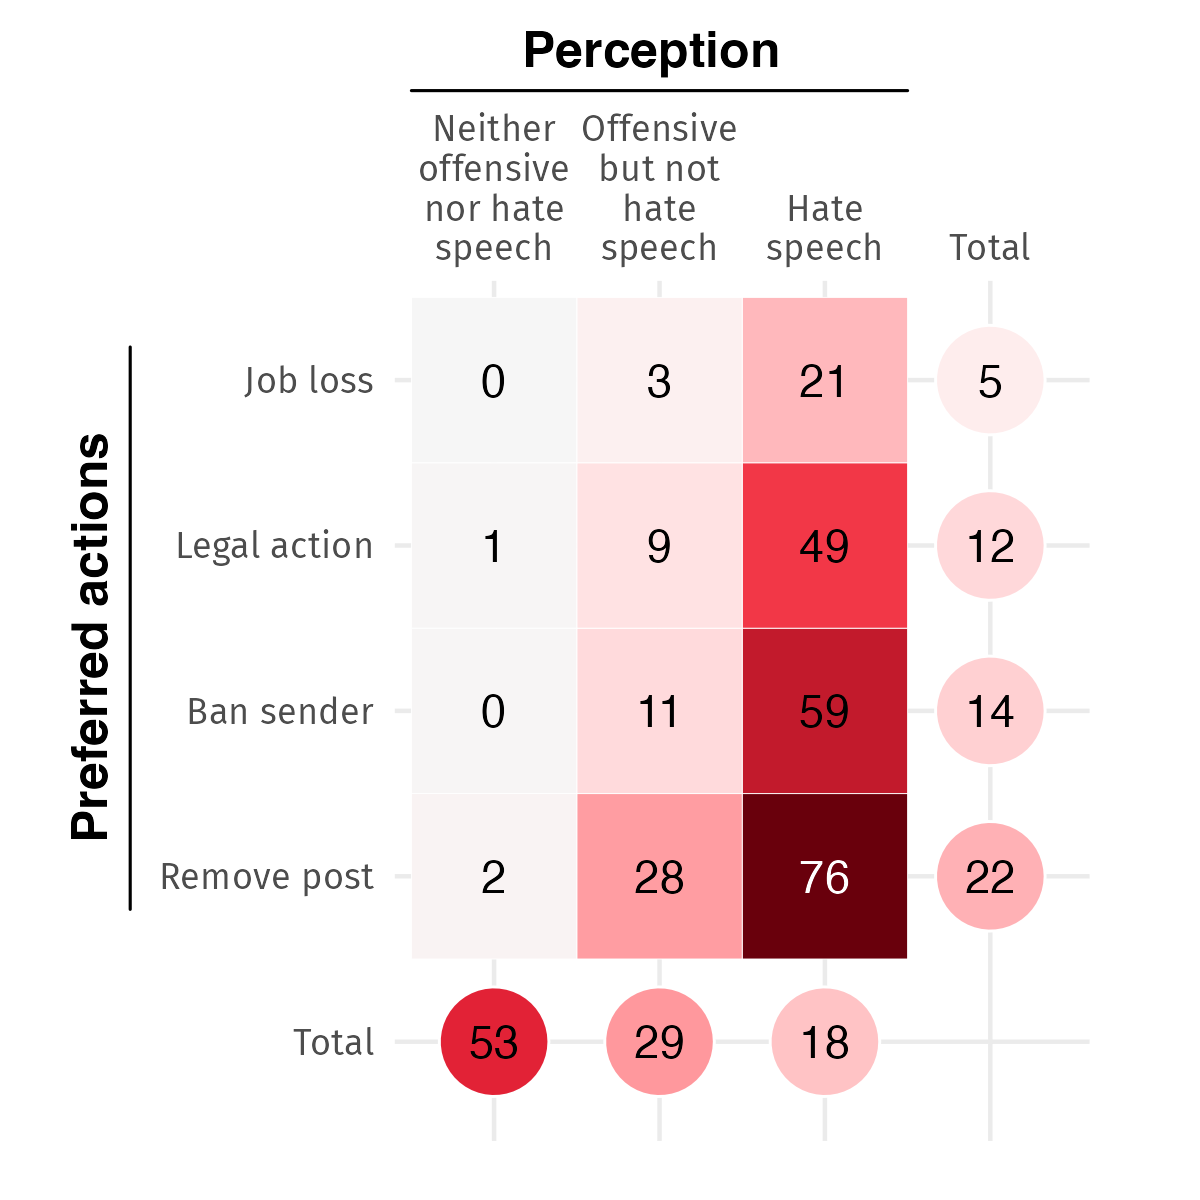 Perception
Neither
offensive
nor hate
speech
Offensive
but not
hate
speech
Hate
speech
Total
Preferred actions
Job loss
0
3
21
5
Legal action
1
9
49
12
Ban sender
0
11
59
14
Remove post
2
28
76
22
Total
53
29
18